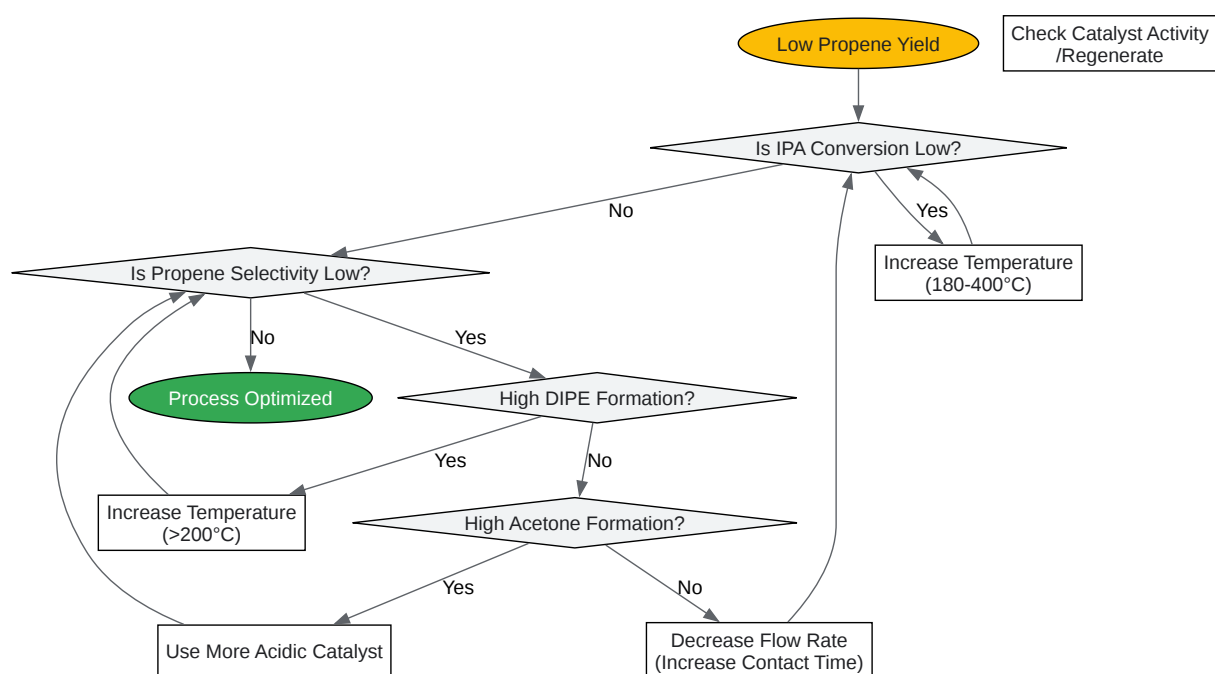 Low Propene Yield
Check Catalyst Activity
/Regenerate
Is IPA Conversion Low?
No
Yes
Is Propene Selectivity Low?
Increase Temperature
(180-400°C)
No
Yes
Process Optimized
High DIPE Formation?
Yes
No
Increase Temperature
(>200°C)
High Acetone Formation?
Yes
No
Use More Acidic Catalyst
Decrease Flow Rate
(Increase Contact Time)